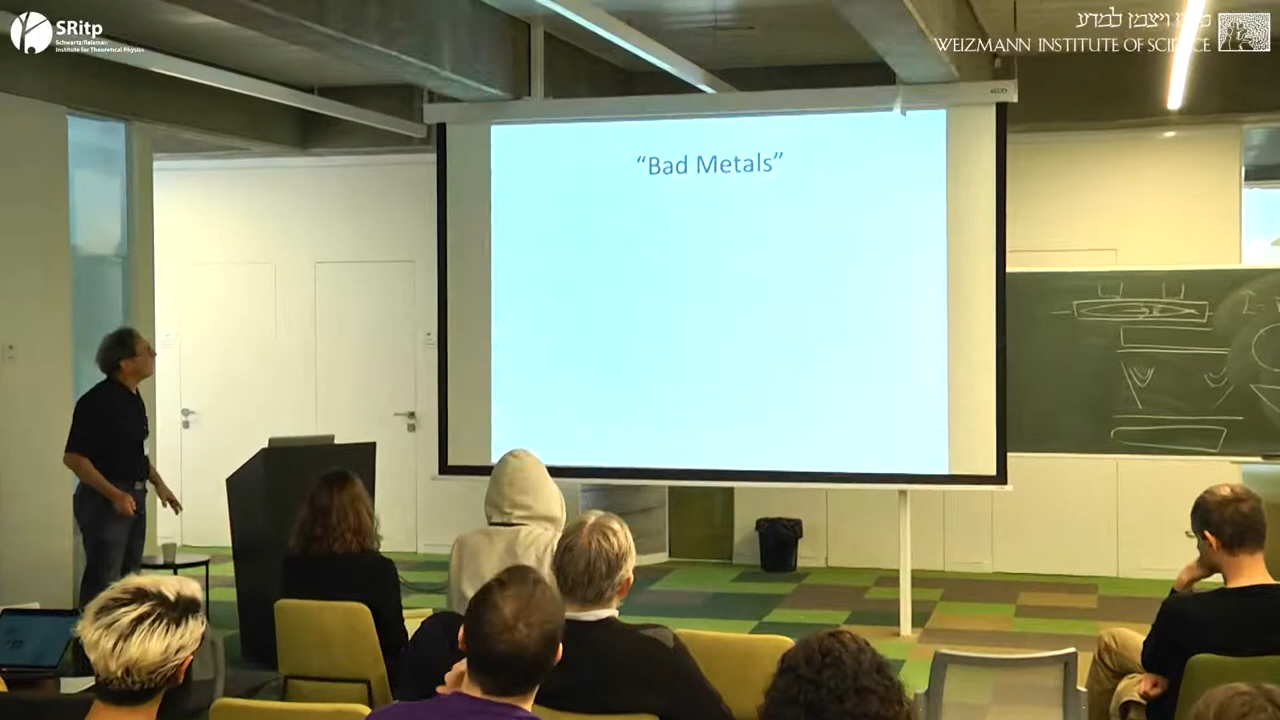 SRitp
Schwartz/Reisman
Institute for Theoretical Physics
מכון ויצמן למדע
WEIZMANN INSTITUTE OF SCIENCE
“Bad Metals”